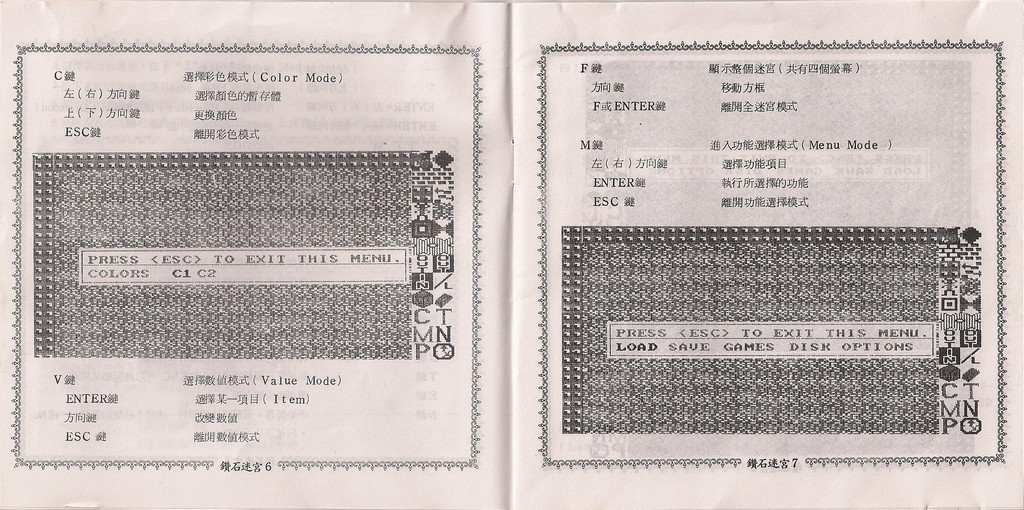 C鍵 選擇彩色模式(Color Mode)
左(右)方向鍵 選擇顏色的暫存體
上(下)方向鍵 更換顏色
ESC鍵 離開彩色模式
PRESS <ESC> TO EXIT THIS MENU.
COLORS C1 C2
C T
M N
P
V鍵 選擇數值模式(Value Mode)
ENTER鍵 選擇某一項目(Item)
方向鍵 改變數值
ESC 鍵 離開數值模式
鑽石迷宮6
F鍵 顯示整個迷宮(共有四個螢幕)
方向鍵 移動方框
F或ENTER鍵 離開全迷宮模式
M鍵 進入功能選擇模式(Menu Mode )
左(右)方向鍵 選擇功能項目
ENTER鍵 執行所選擇的功能
ESC 鍵 離開功能選擇模式
PRESS <ESC> TO EXIT THIS MENU.
LOAD SAVE GAMES DISK OPTIONS
C T
M N
P
鑽石迷宮7